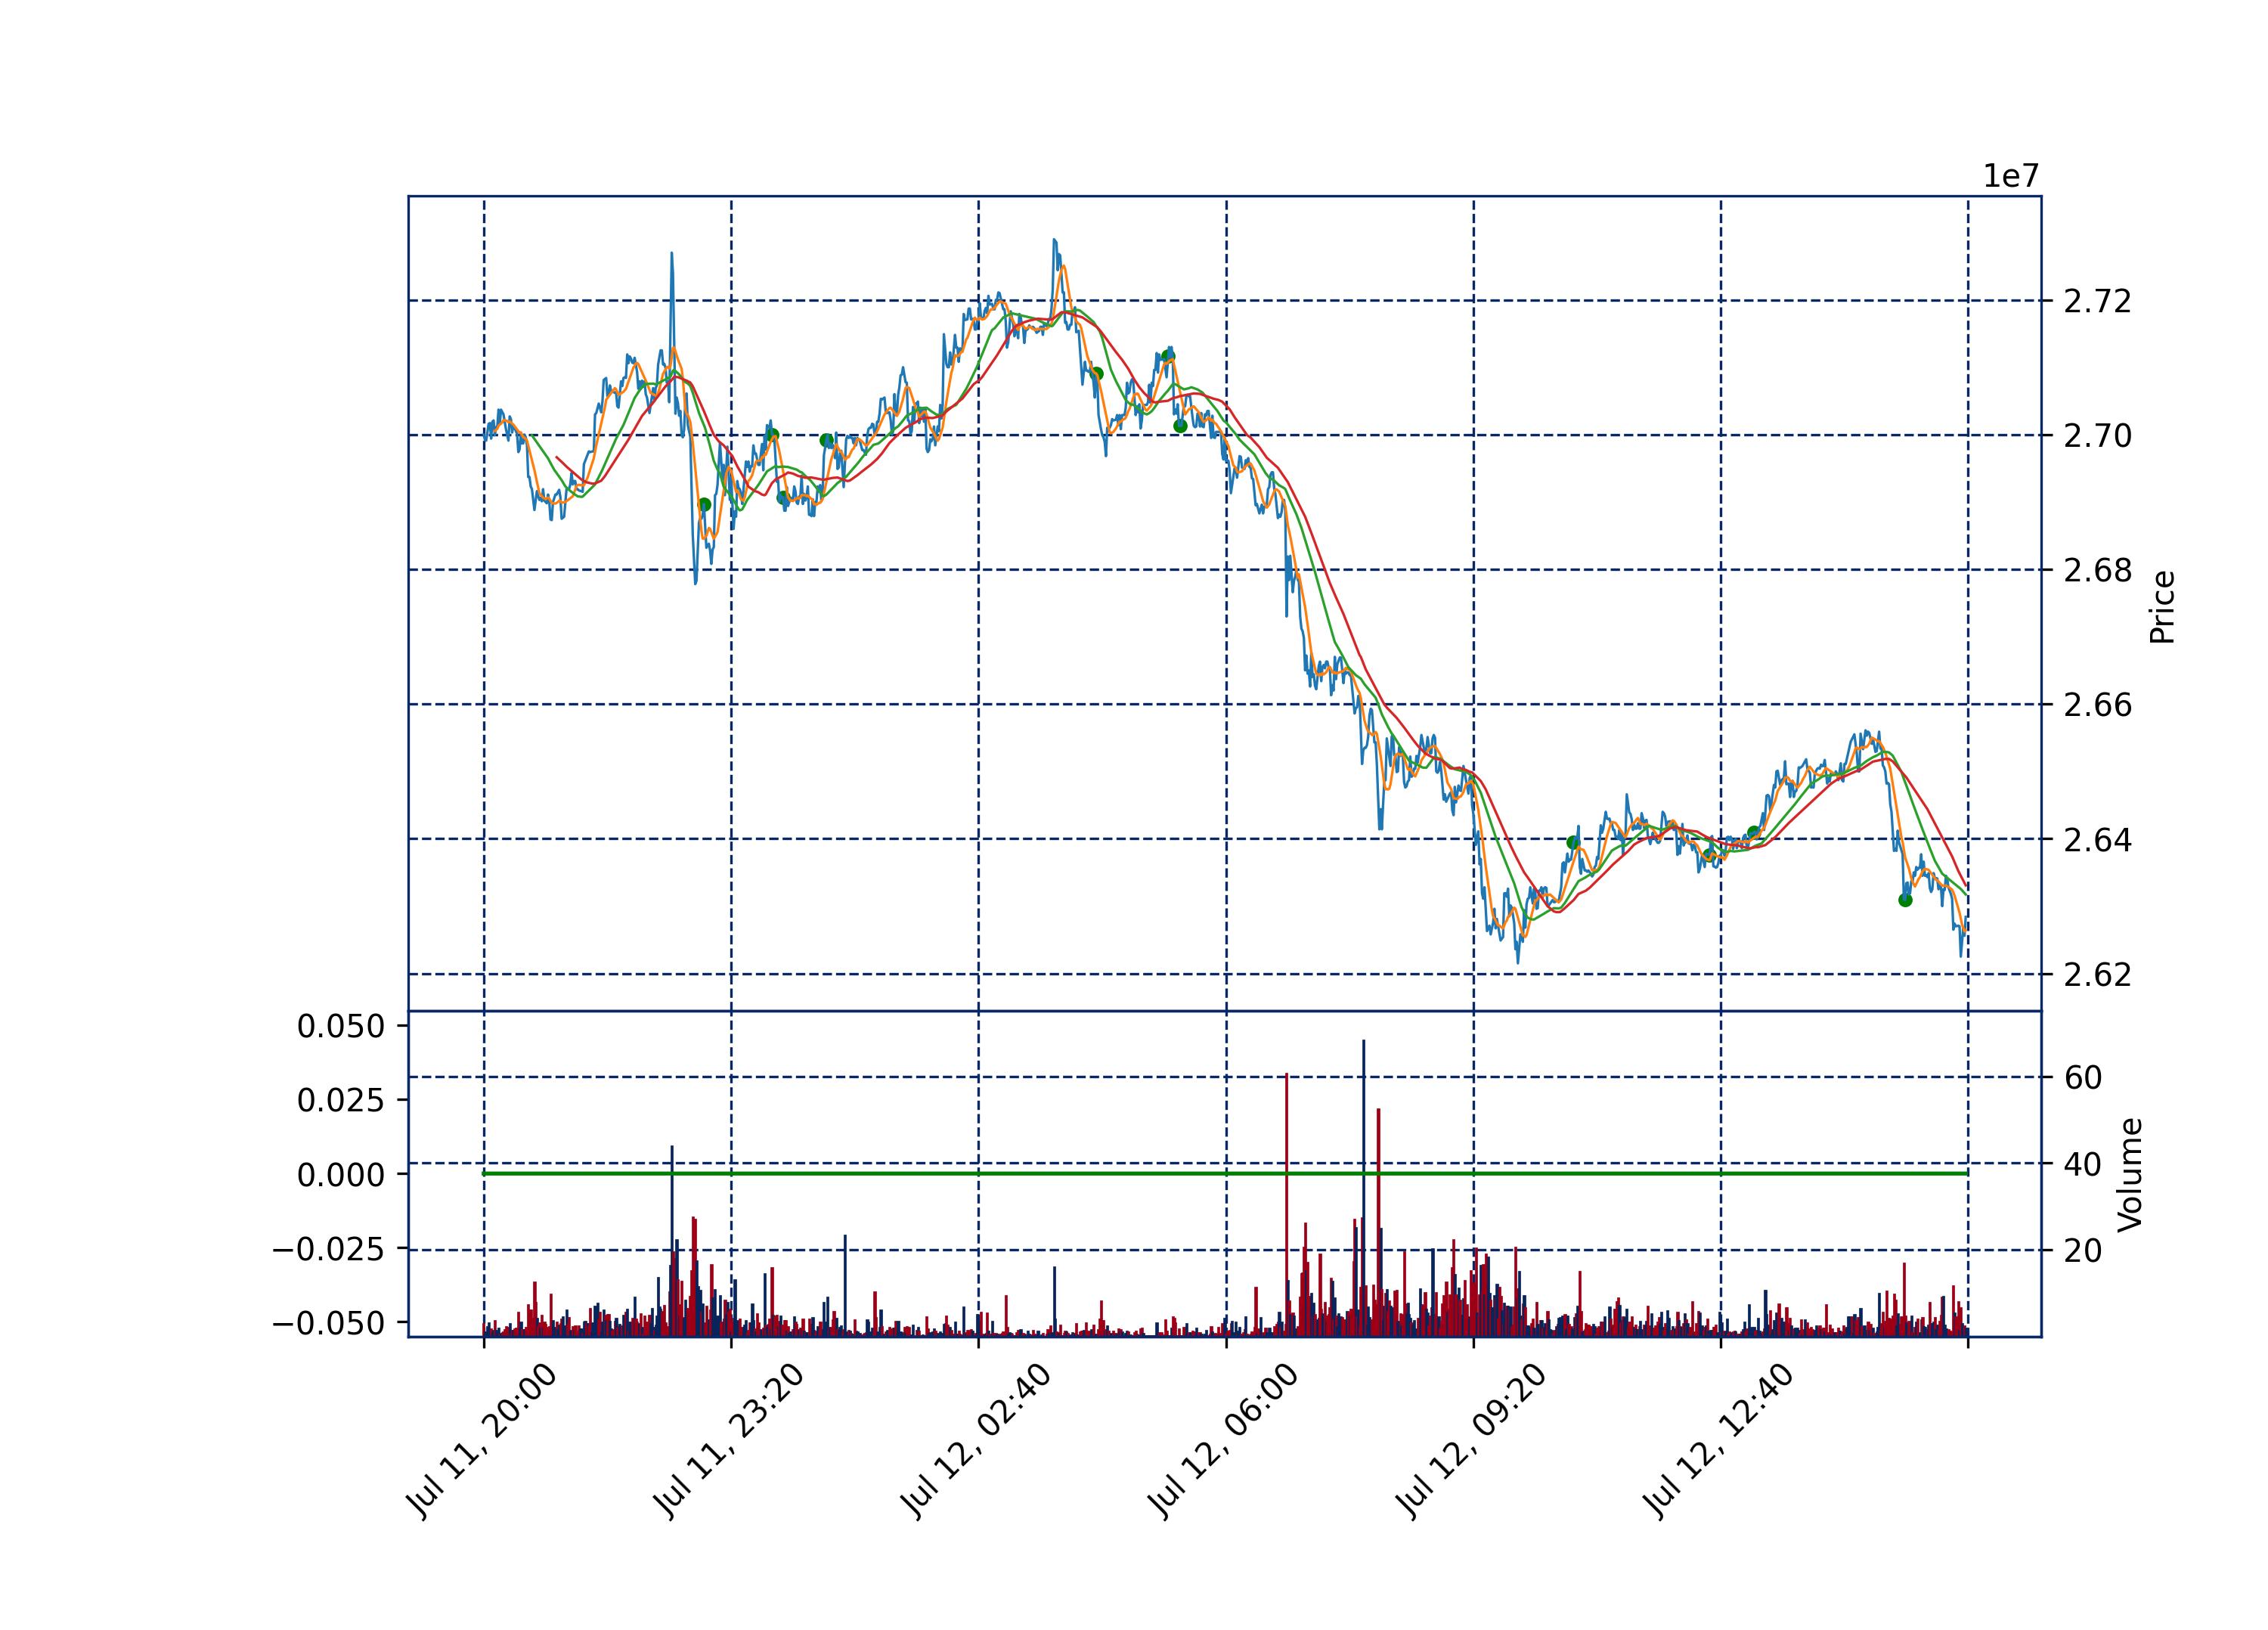 1e7
2.72
2.70
2.68
2.66
2.64
2.62
Price
0.050
0.025
0.000
−0.025
−0.050
60
40
20
Volume
Jul 11, 20:00
Jul 11, 23:20
Jul 12, 02:40
Jul 12, 06:00
Jul 12, 09:20
Jul 12, 12:40